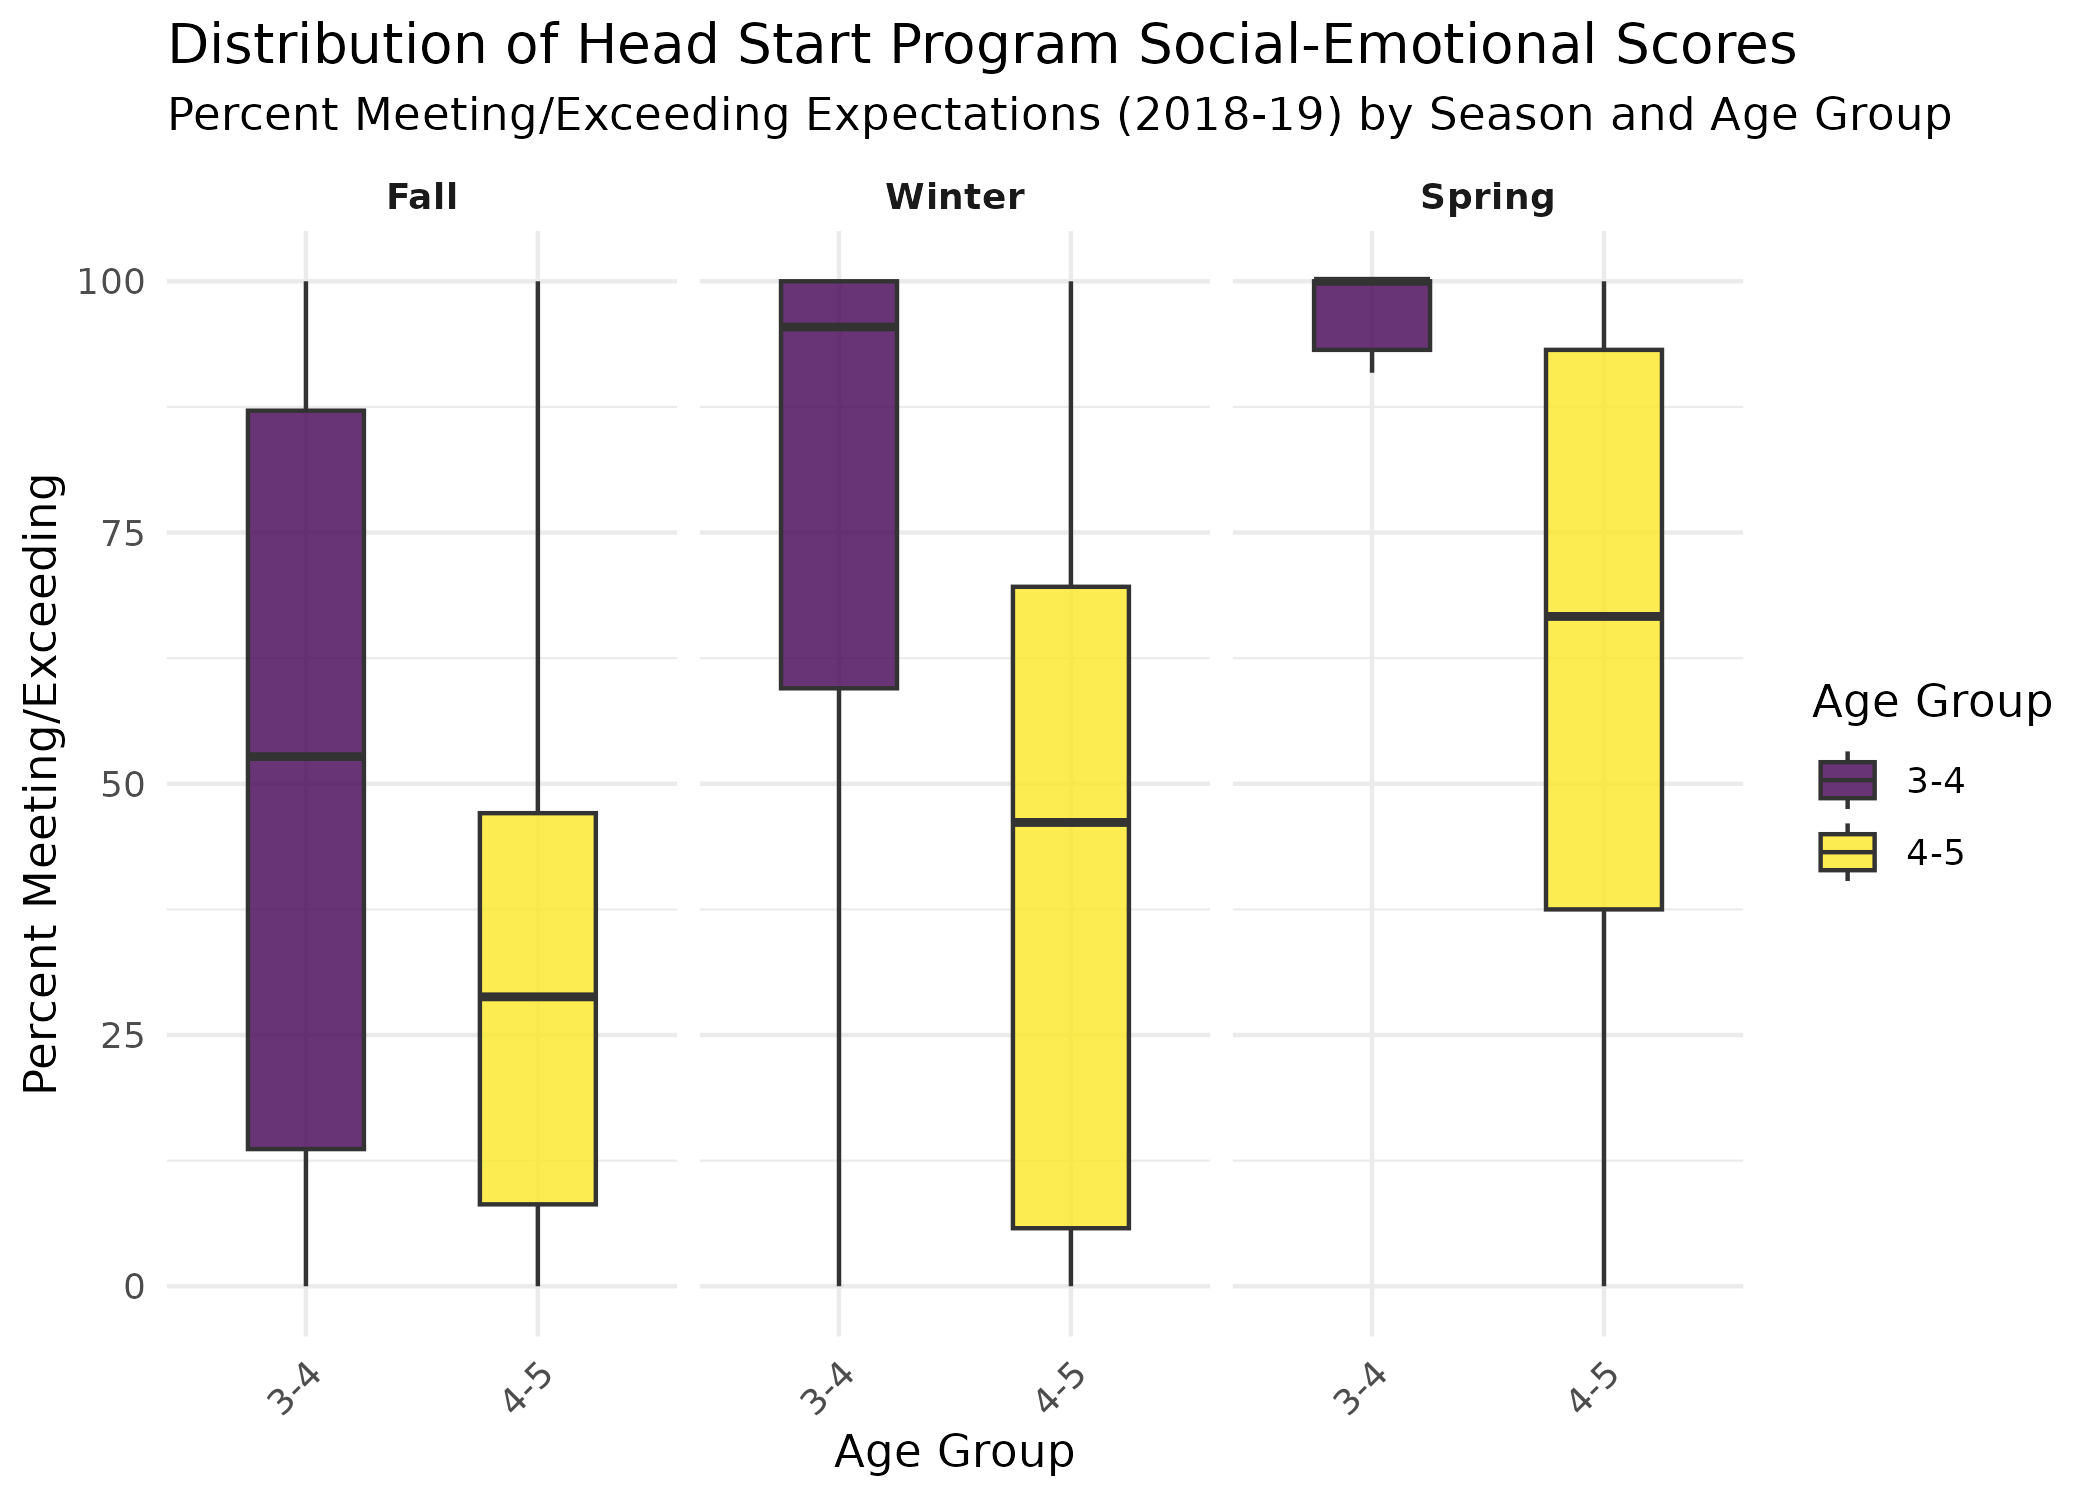 Distribution of Head Start Program Social-Emotional Scores
Percent Meeting/Exceeding Expectations (2018-19) by Season and Age Group
Fall
Winter
Spring
Percent Meeting/Exceeding
100
75
50
25
0
3-4
4-5
3-4
4-5
3-4
4-5
Age Group
Age Group
3-4
4-5